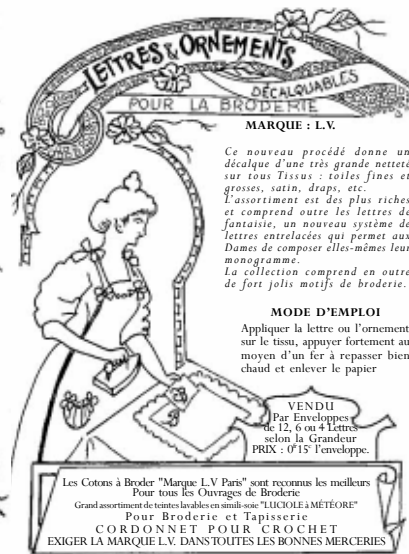 LETTRES & ORNEMENTS
DÉCALQUABLES
POUR LA BRODERIE
MARQUE : L.V.
Ce nouveau procédé donne un
décalque d'une très grande netteté
sur tous Tissus : toiles fines et
grosses, satin, draps, etc.
L'assortiment est des plus riches
et comprend outre les lettres de
fantaisie, un nouveau système de
lettres entrelacées qui permet aux
Dames de composer elles-mêmes leur
monogramme.
La collection comprend en outre
de fort jolis motifs de broderie.
MODE D'EMPLOI
Appliquer la lettre ou l'ornement
sur le tissu, appuyer fortement au
moyen d'un fer à repasser bien
chaud et enlever le papier
VENDU
Par Enveloppes
de 12, 6 ou 4 Lettres
selon la Grandeur
PRIX : 0f15c l'enveloppe.
Les Cotons à Broder "Marque L.V Paris" sont reconnus les meilleurs
Pour tous les Ouvrages de Broderie
Grand assortiment de teintes lavables en simili-soie "LUCIOLE à MÉTÉORE"
Pour Broderie et Tapisserie
CORDONNET POUR CROCHET
EXIGER LA MARQUE L.V. DANS TOUTES LES BONNES MERCERIES